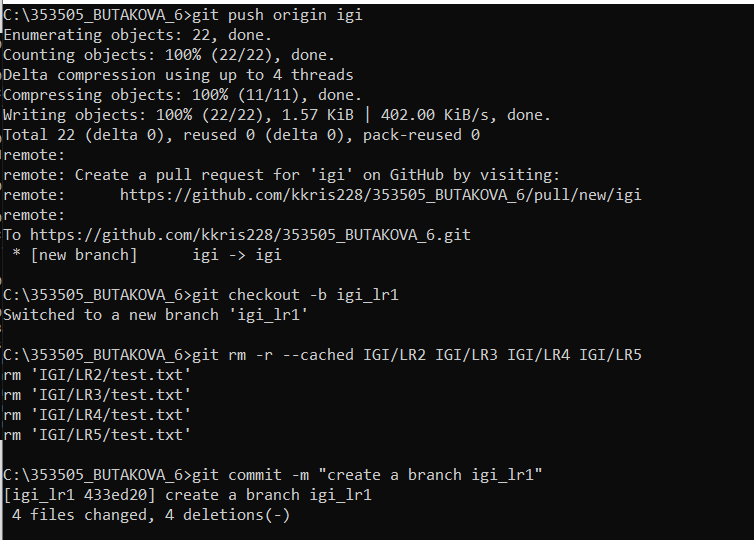 C:\353505_BUTAKOVA_6>git push origin igi
Enumerating objects: 22, done.
Counting objects: 100% (22/22), done.
Delta compression using up to 4 threads
Compressing objects: 100% (11/11), done.
Writing objects: 100% (22/22), 1.57 KiB | 402.00 KiB/s, done.
Total 22 (delta 0), reused 0 (delta 0), pack-reused 0
remote:
remote: Create a pull request for 'igi' on GitHub by visiting:
remote:      https://github.com/kkris228/353505_BUTAKOVA_6/pull/new/igi
remote:
To https://github.com/kkris228/353505_BUTAKOVA_6.git
 * [new branch]      igi -> igi
C:\353505_BUTAKOVA_6>git checkout -b igi_lr1
Switched to a new branch 'igi_lr1'
C:\353505_BUTAKOVA_6>git rm -r --cached IGI/LR2 IGI/LR3 IGI/LR4 IGI/LR5
rm 'IGI/LR2/test.txt'
rm 'IGI/LR3/test.txt'
rm 'IGI/LR4/test.txt'
rm 'IGI/LR5/test.txt'
C:\353505_BUTAKOVA_6>git commit -m "create a branch igi_lr1"
[igi_lr1 433ed20] create a branch igi_lr1
 4 files changed, 4 deletions(-)